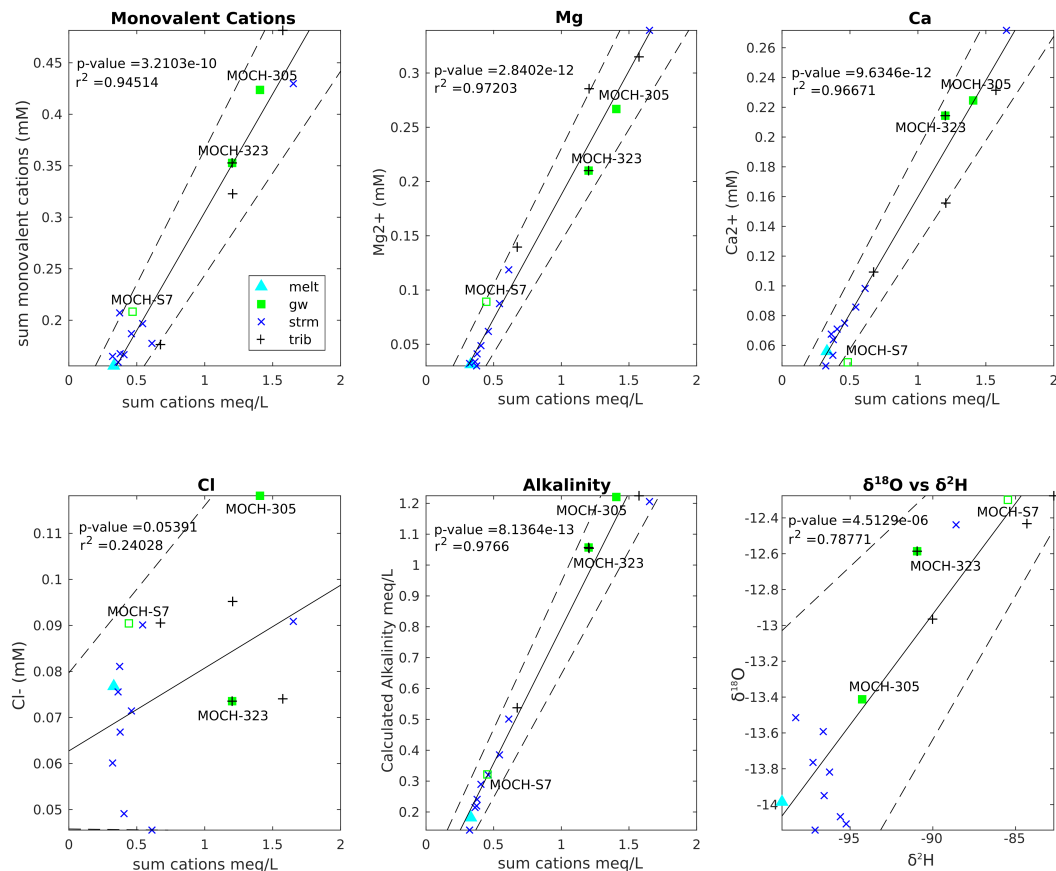 Monovalent Cations
p-value =3.2103e-10
r² =0.94514
MOCH-305
MOCH-323
MOCH-S7
melt
gw
strm
trib
0.45
0.4
0.35
0.3
0.25
0.2
sum monovalent cations (mM)
0 0.5 1 1.5 2
sum cations meq/L
Mg
p-value =2.8402e-12
r² =0.97203
MOCH-305
MOCH-323
MOCH-S7
0.3
0.25
0.2
0.15
0.1
0.05
Mg2+ (mM)
0 0.5 1 1.5 2
sum cations meq/L
Ca
p-value =9.6346e-12
r² =0.96671
MOCH-305
MOCH-323
MOCH-S7
0.26
0.24
0.22
0.2
0.18
0.16
0.14
0.12
0.1
0.08
0.06
Ca2+ (mM)
0 0.5 1 1.5 2
sum cations meq/L
Cl
MOCH-305
p-value =0.05391
r² =0.24028
MOCH-S7
MOCH-323
0.11
0.1
0.09
0.08
0.07
0.06
0.05
Cl- (mM)
0 0.5 1 1.5 2
sum cations meq/L
Alkalinity
MOCH-305
p-value =8.1364e-13
r² =0.9766
MOCH-323
MOCH-S7
1.2
1.1
1
0.9
0.8
0.7
0.6
0.5
0.4
0.3
0.2
Calculated Alkalinity meq/L
0 0.5 1 1.5 2
sum cations meq/L
δ¹⁸O vs δ²H
MOCH-S7
p-value =4.5129e-06
r² =0.78771
MOCH-323
MOCH-305
-12.4
-12.6
-12.8
-13
-13.2
-13.4
-13.6
-13.8
-14
δ¹⁸O
-95 -90 -85
δ²H